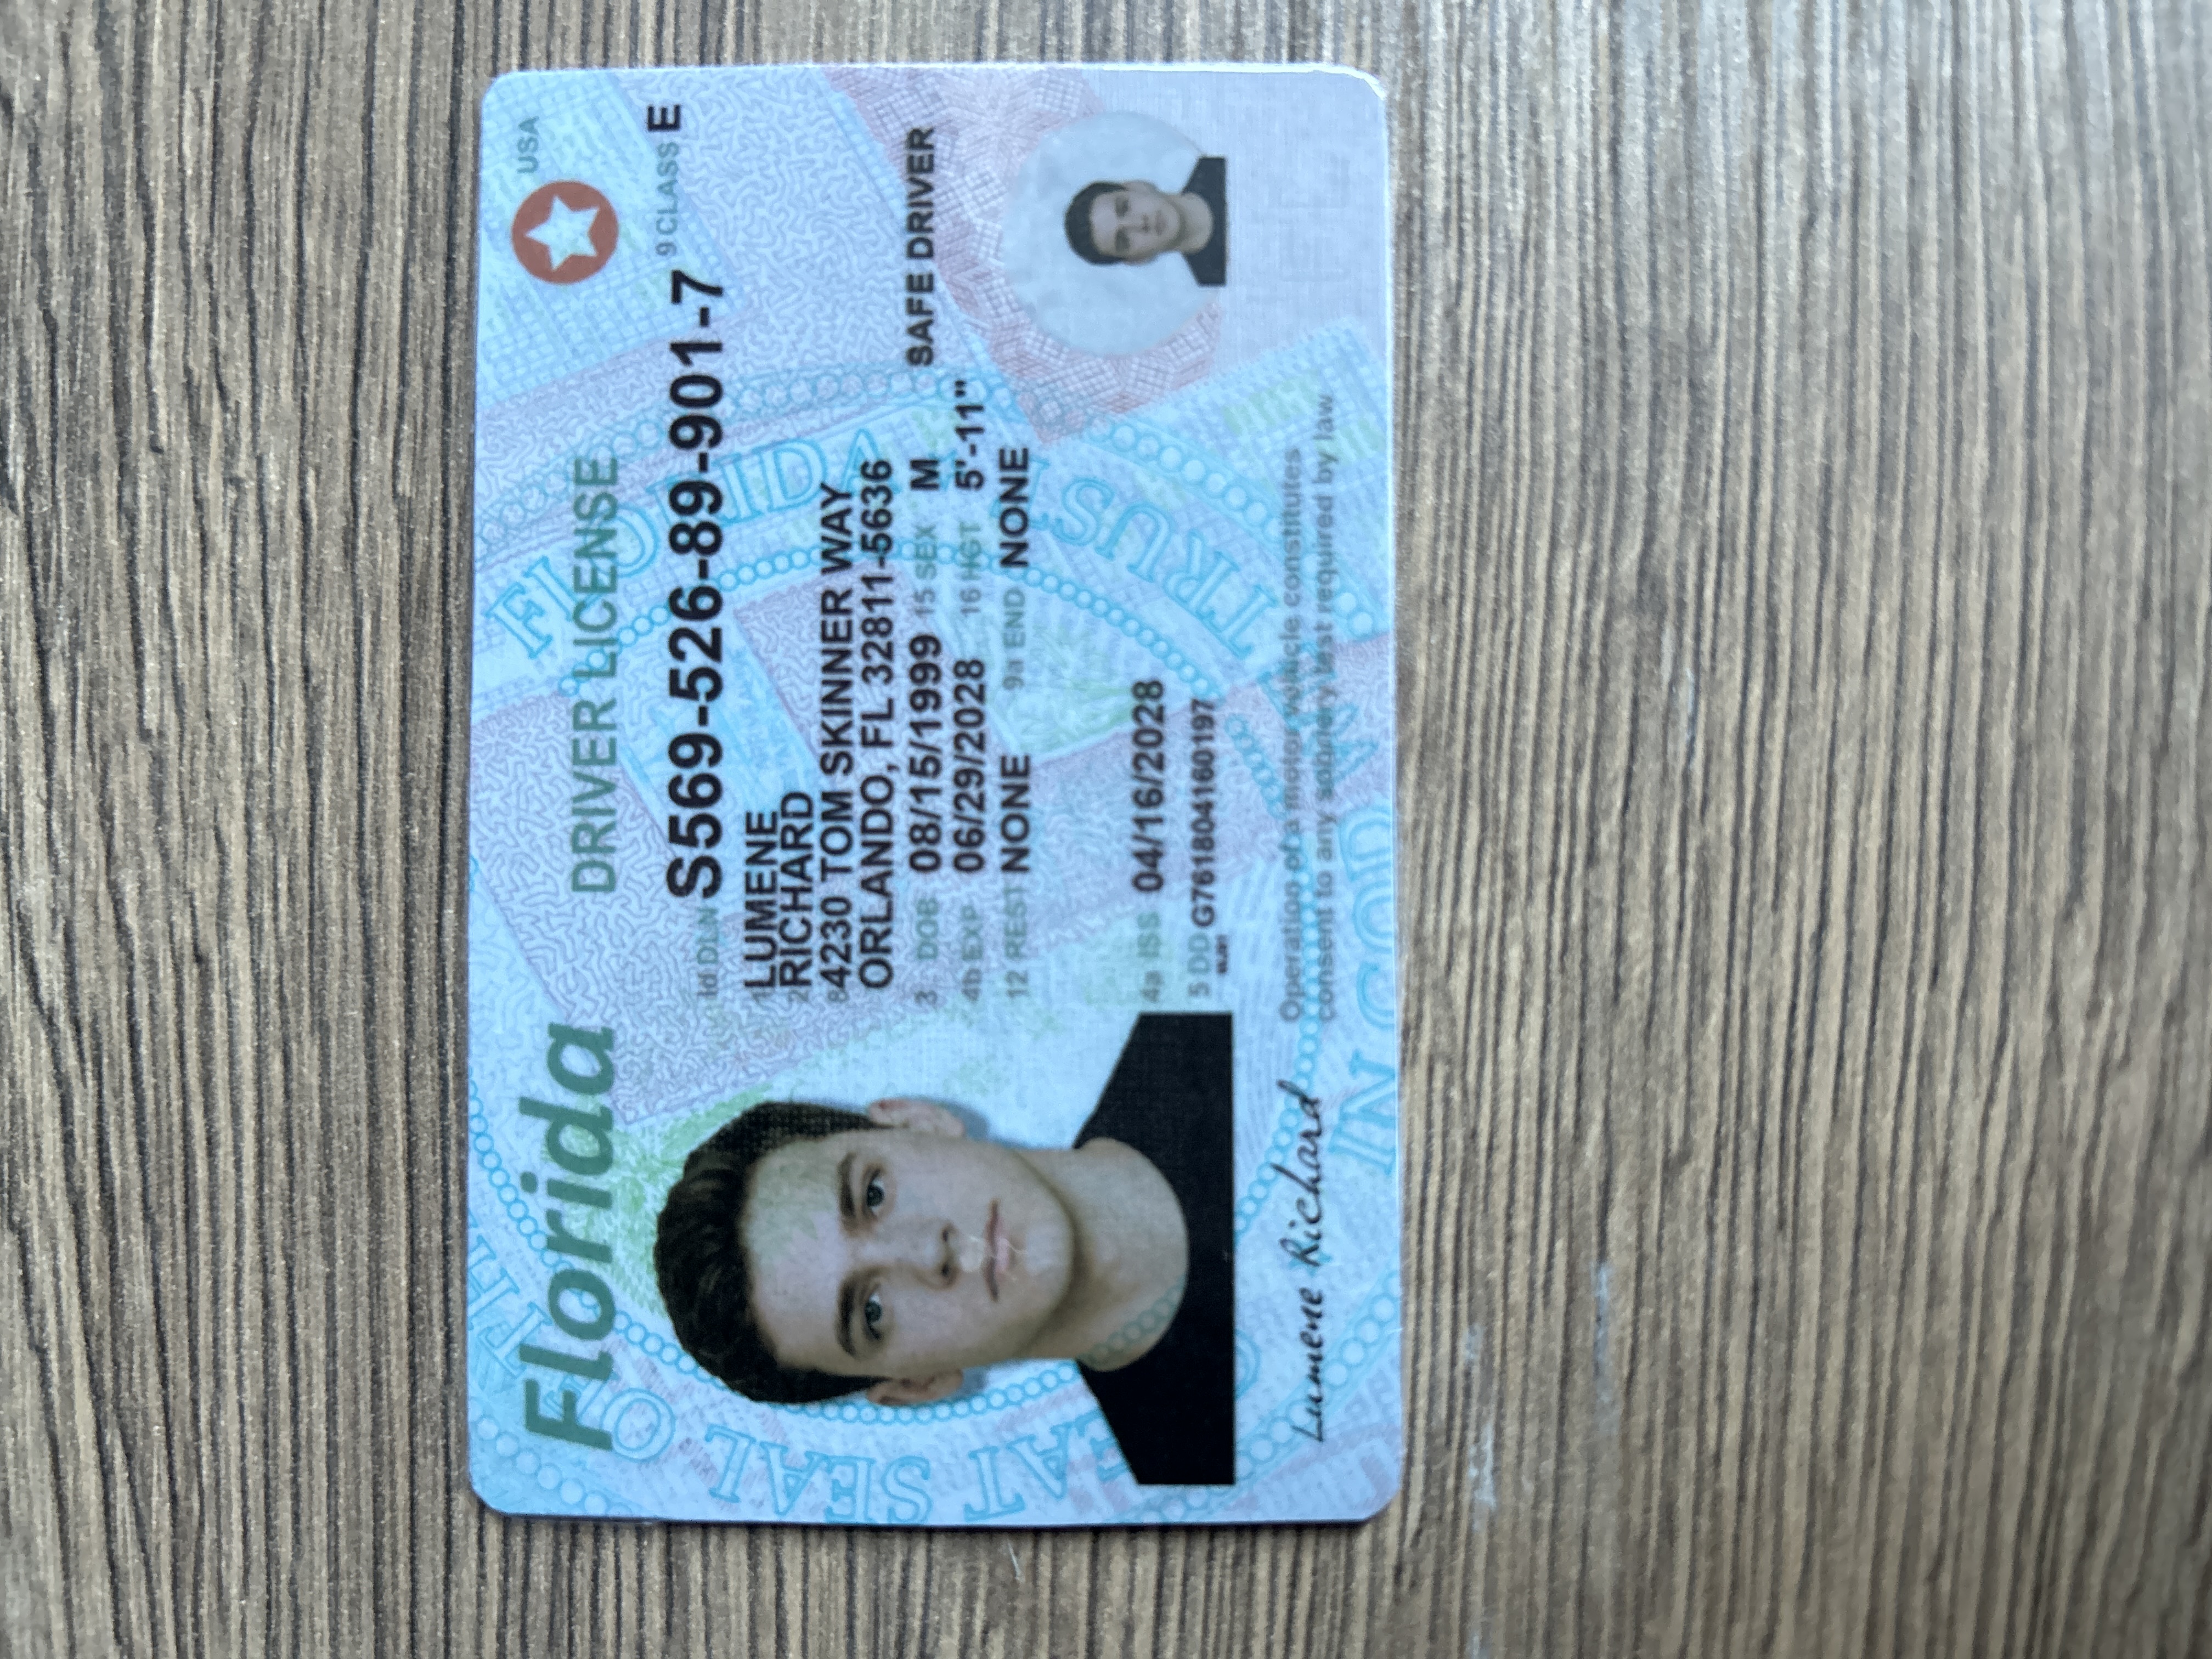 Florida
DRIVER LICENSE
USA
9 CLASS E
4d DLN S569-526-89-901-7
1 LUMENE
2 RICHARD
8 4230 TOM SKINNER WAY
ORLANDO, FL 32811-5636
3 DOB 08/15/1999 15 SEX M SAFE DRIVER
4b EXP 06/29/2028 16 HGT 5'-11"
12 REST NONE 9a END NONE
4a ISS 04/16/2028
5 DD G761804160197
Lumene Richard
Operation of a motor vehicle constitutes
consent to any sobriety test required by law
GREAT SEAL OF THE
FLORIDA
IN GOD WE TRUST